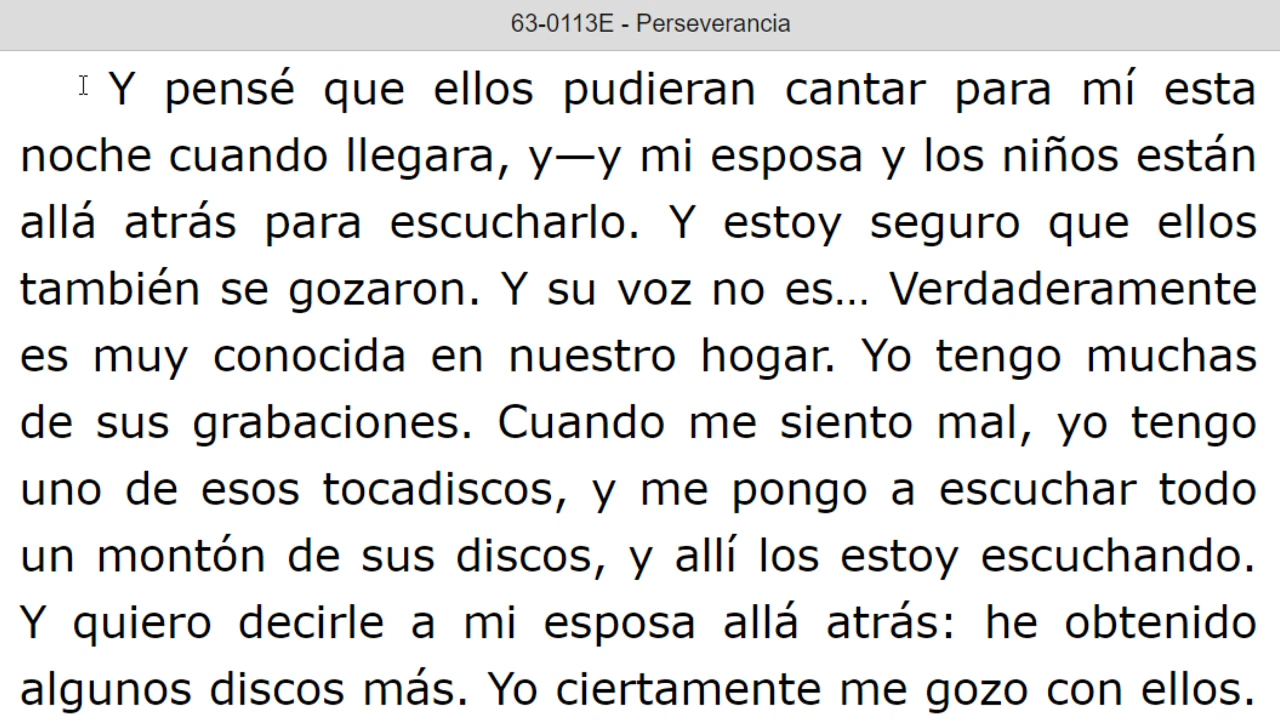 63-0113E - Perseverancia
Y pensé que ellos pudieran cantar para mí esta
noche cuando llegara, y—y mi esposa y los niños están
allá atrás para escucharlo. Y estoy seguro que ellos
también se gozaron. Y su voz no es… Verdaderamente
es muy conocida en nuestro hogar. Yo tengo muchas
de sus grabaciones. Cuando me siento mal, yo tengo
uno de esos tocadiscos, y me pongo a escuchar todo
un montón de sus discos, y allí los estoy escuchando.
Y quiero decirle a mi esposa allá atrás: he obtenido
algunos discos más. Yo ciertamente me gozo con ellos.